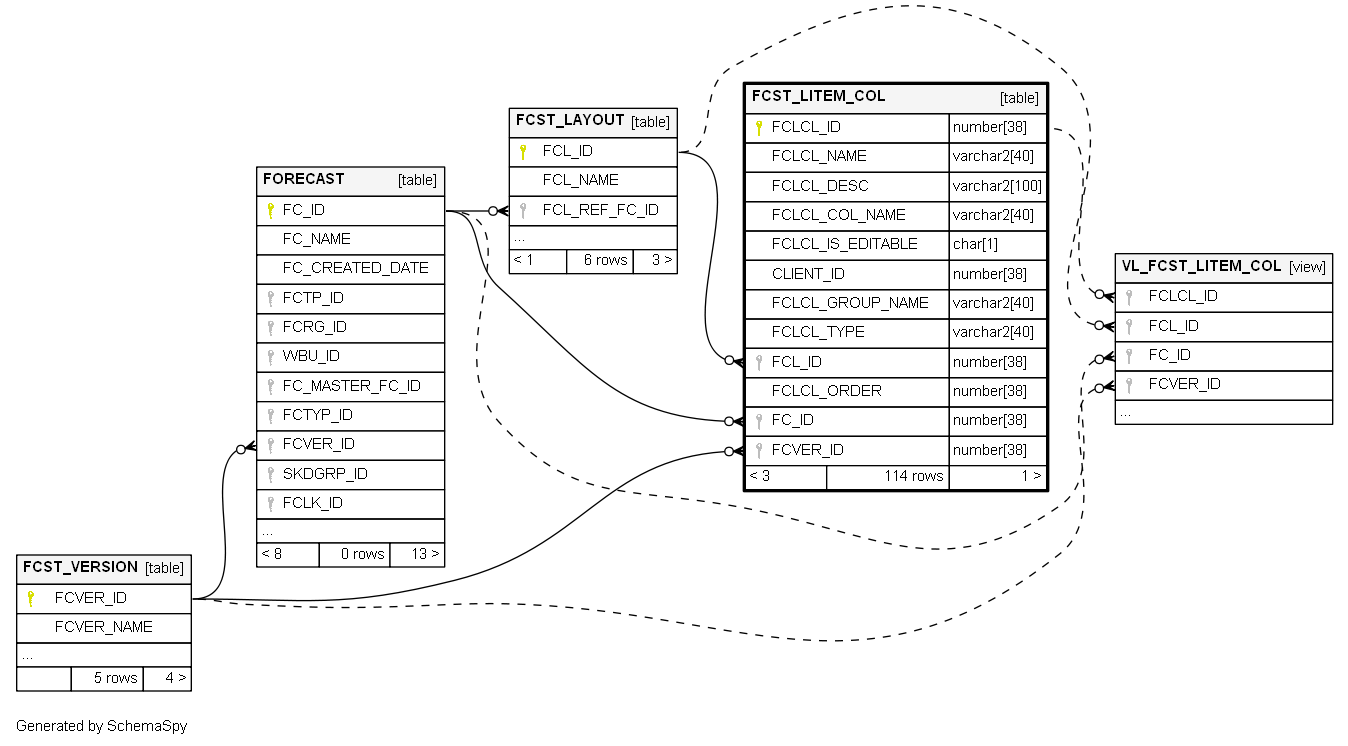 FCST_LITEM_COL [table]
FCLCL_ID number[38]
FCLCL_NAME varchar2[40]
FCLCL_DESC varchar2[100]
FCLCL_COL_NAME varchar2[40]
FCLCL_IS_EDITABLE char[1]
CLIENT_ID number[38]
FCLCL_GROUP_NAME varchar2[40]
FCLCL_TYPE varchar2[40]
FCL_ID number[38]
FCLCL_ORDER number[38]
FC_ID number[38]
FCVER_ID number[38]
< 3 114 rows 1 >
FCST_LAYOUT [table]
FCL_ID
FCL_NAME
FCL_REF_FC_ID
...
< 1 6 rows 3 >
FORECAST [table]
FC_ID
FC_NAME
FC_CREATED_DATE
FCTP_ID
FCRG_ID
WBU_ID
FC_MASTER_FC_ID
FCTYP_ID
FCVER_ID
SKDGRP_ID
FCLK_ID
...
< 8 0 rows 13 >
VL_FCST_LITEM_COL [view]
FCLCL_ID
FCL_ID
FC_ID
FCVER_ID
...
FCST_VERSION [table]
FCVER_ID
FCVER_NAME
...
5 rows 4 >
Generated by SchemaSpy